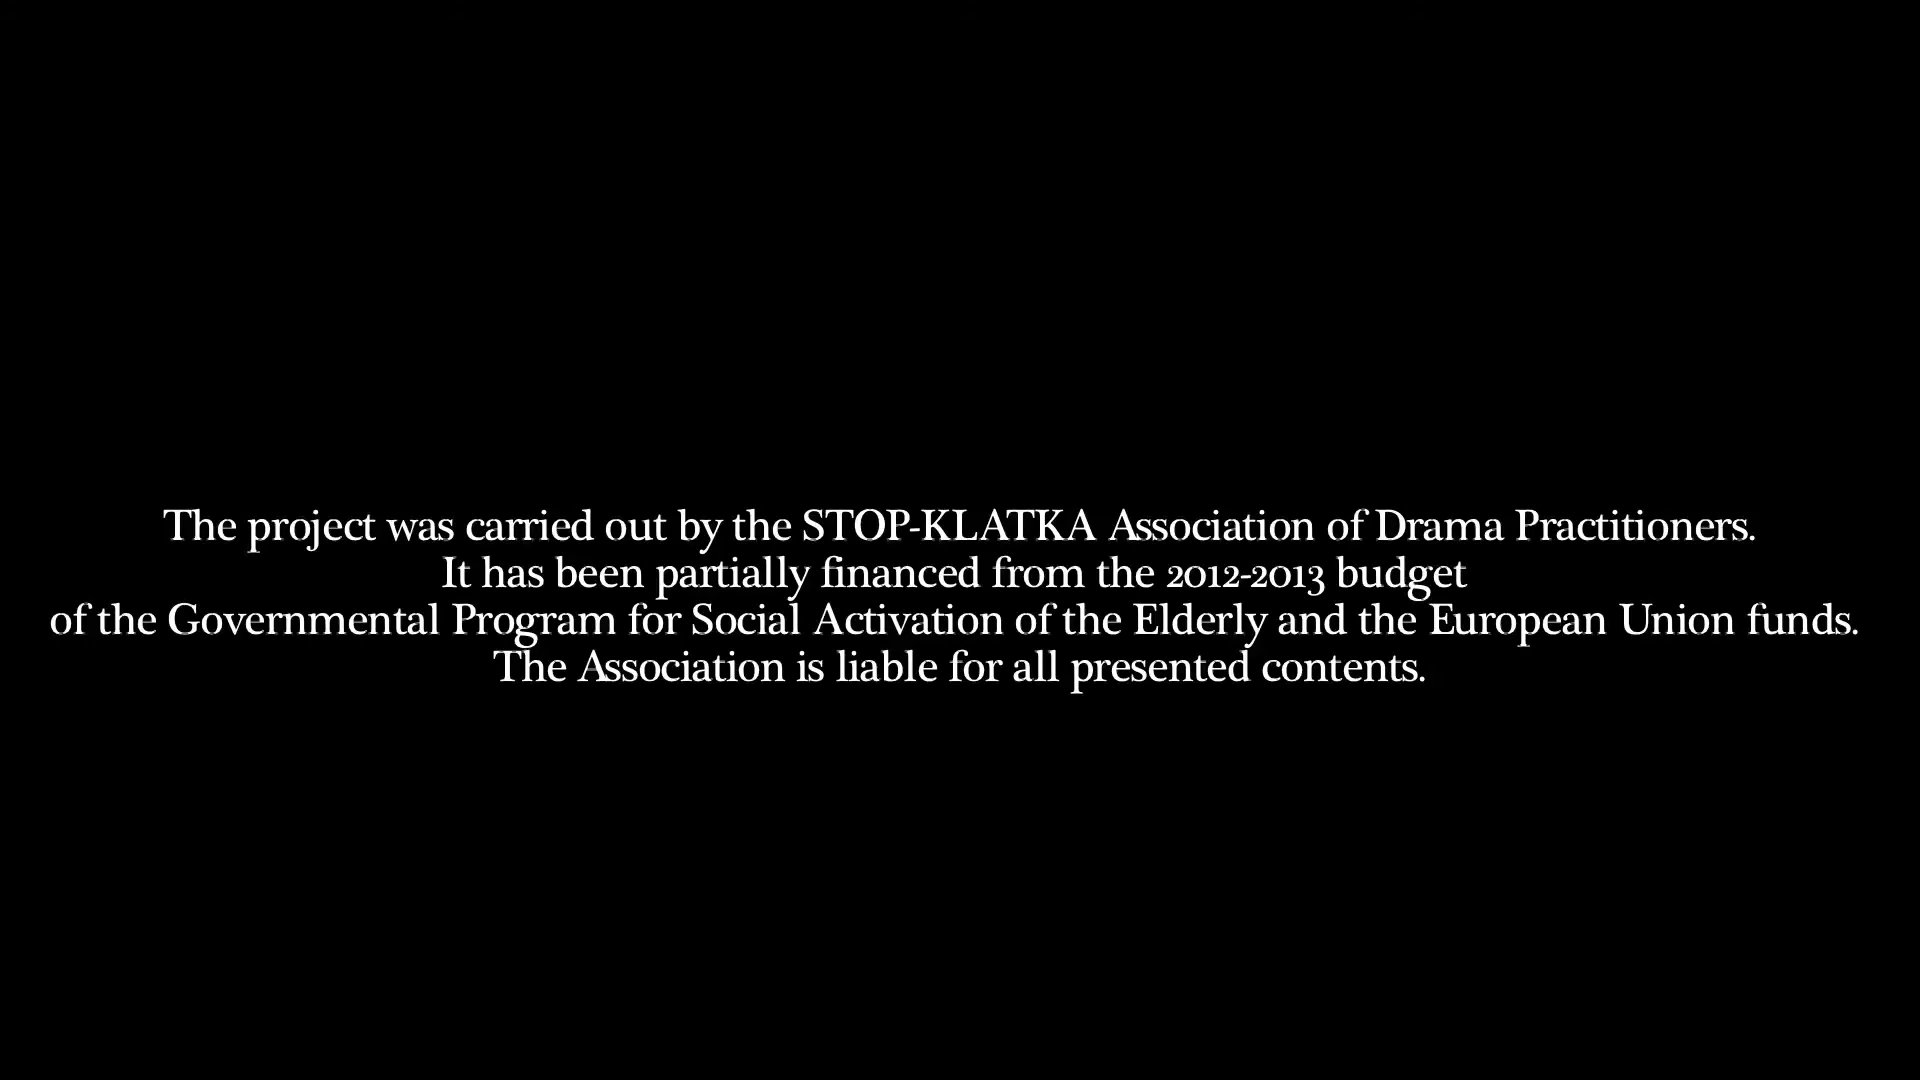 The project was carried out by the STOP-KLATKA Association of Drama Practitioners.
It has been partially financed from the 2012-2013 budget
of the Governmental Program for Social Activation of the Elderly and the European Union funds.
The Association is liable for all presented contents.